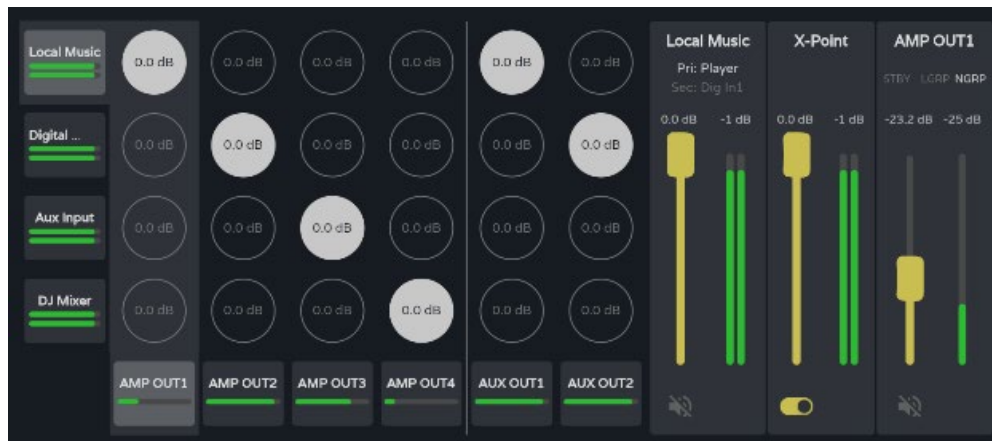 Local Music
0.0 dB 0.0 dB 0.0 dB 0.0 dB 0.0 dB 0.0 dB
Digital ...
0.0 dB 0.0 dB 0.0 dB 0.0 dB 0.0 dB 0.0 dB
Aux Input
0.0 dB 0.0 dB 0.0 dB 0.0 dB 0.0 dB 0.0 dB
DJ Mixer
0.0 dB 0.0 dB 0.0 dB 0.0 dB 0.0 dB 0.0 dB
AMP OUT1 AMP OUT2 AMP OUT3 AMP OUT4 AUX OUT1 AUX OUT2
Local Music
Pri: Player
Sec: Dig In1
0.0 dB -1 dB
X-Point
0.0 dB -1 dB
AMP OUT1
STBY LGRP NGRP
-23.2 dB -25 dB